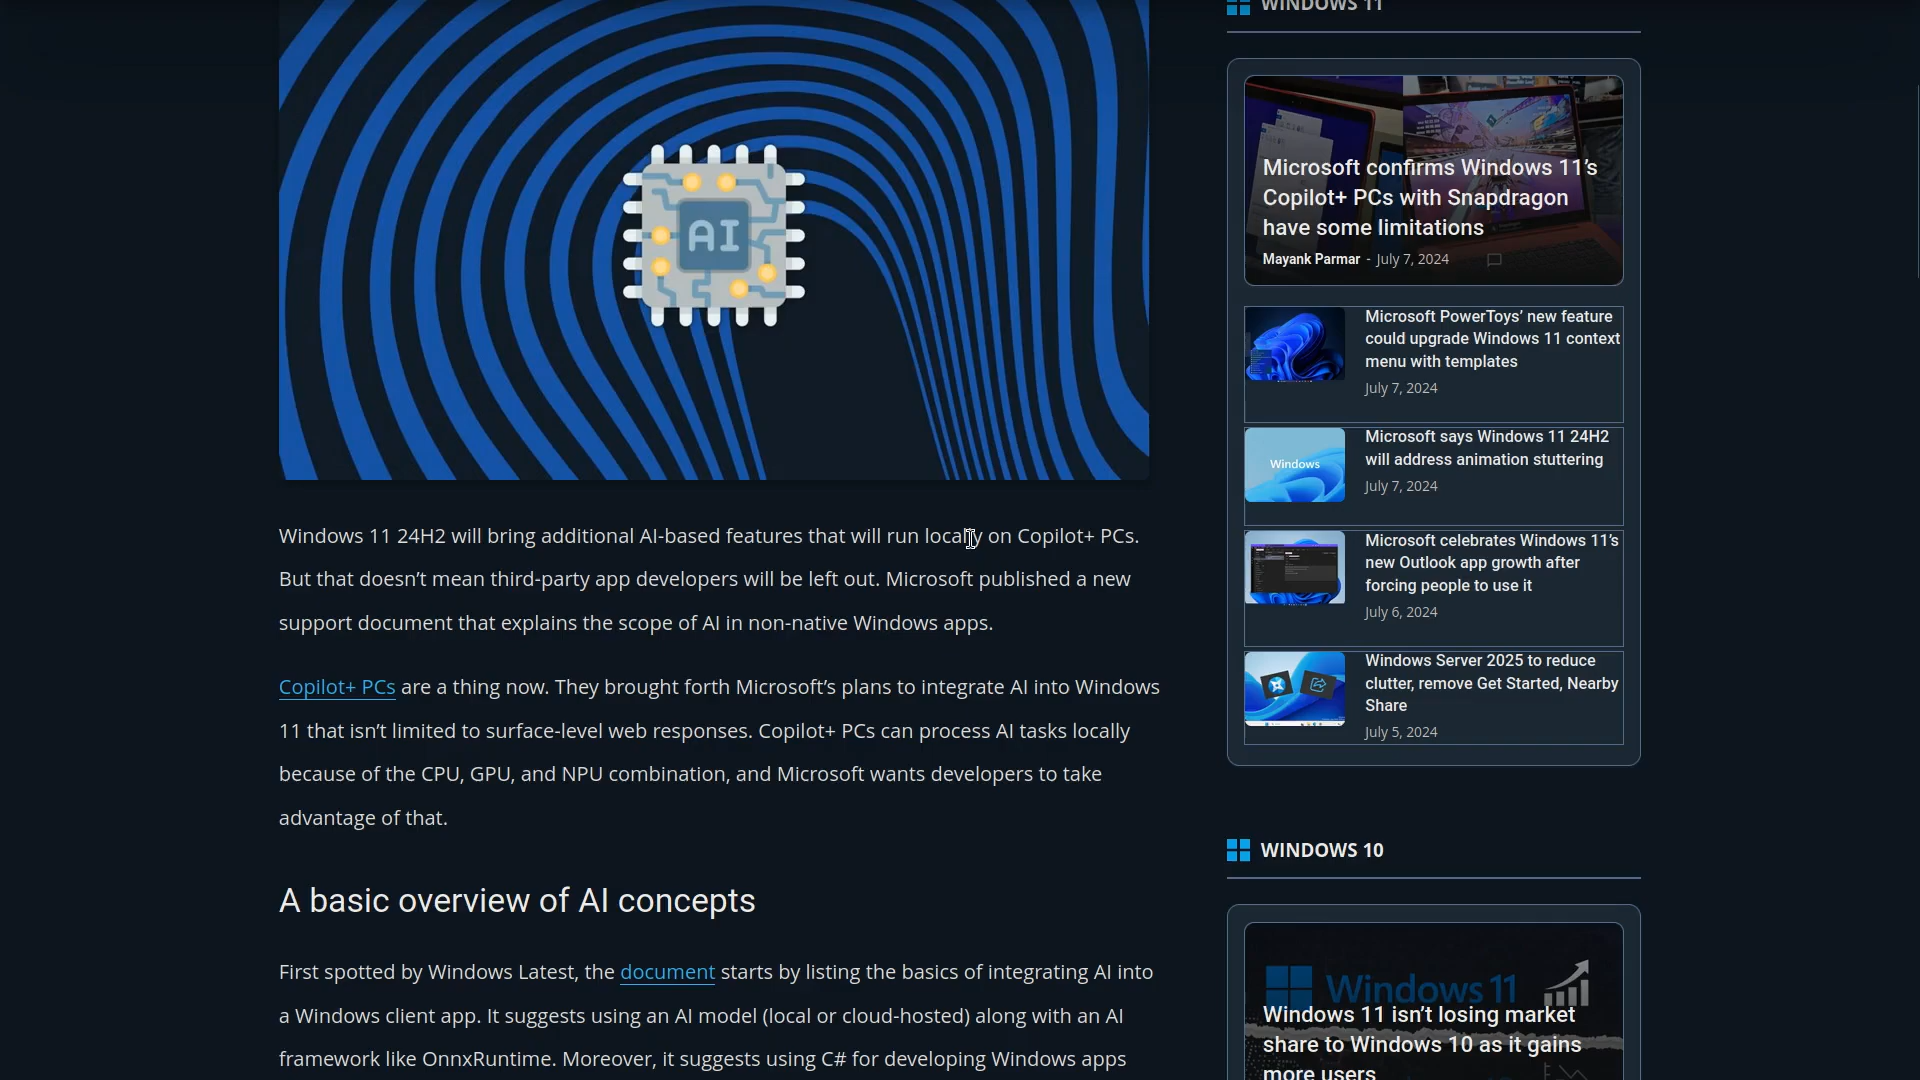 WINDOWS 11
AI
Microsoft confirms Windows 11’s
Copilot+ PCs with Snapdragon
have some limitations
Mayank Parmar - July 7, 2024
Microsoft PowerToys’ new feature
could upgrade Windows 11 context
menu with templates
July 7, 2024
Windows
Microsoft says Windows 11 24H2
will address animation stuttering
July 7, 2024
Microsoft celebrates Windows 11’s
new Outlook app growth after
forcing people to use it
July 6, 2024
Windows Server 2025 to reduce
clutter, remove Get Started, Nearby
Share
July 5, 2024
Windows 11 24H2 will bring additional AI-based features that will run locally on Copilot+ PCs.
But that doesn’t mean third-party app developers will be left out. Microsoft published a new
support document that explains the scope of AI in non-native Windows apps.
Copilot+ PCs are a thing now. They brought forth Microsoft’s plans to integrate AI into Windows
11 that isn’t limited to surface-level web responses. Copilot+ PCs can process AI tasks locally
because of the CPU, GPU, and NPU combination, and Microsoft wants developers to take
advantage of that.
A basic overview of AI concepts
First spotted by Windows Latest, the document starts by listing the basics of integrating AI into
a Windows client app. It suggests using an AI model (local or cloud-hosted) along with an AI
framework like OnnxRuntime. Moreover, it suggests using C# for developing Windows apps
WINDOWS 10
Windows 11
Windows 11 isn’t losing market
share to Windows 10 as it gains
more users